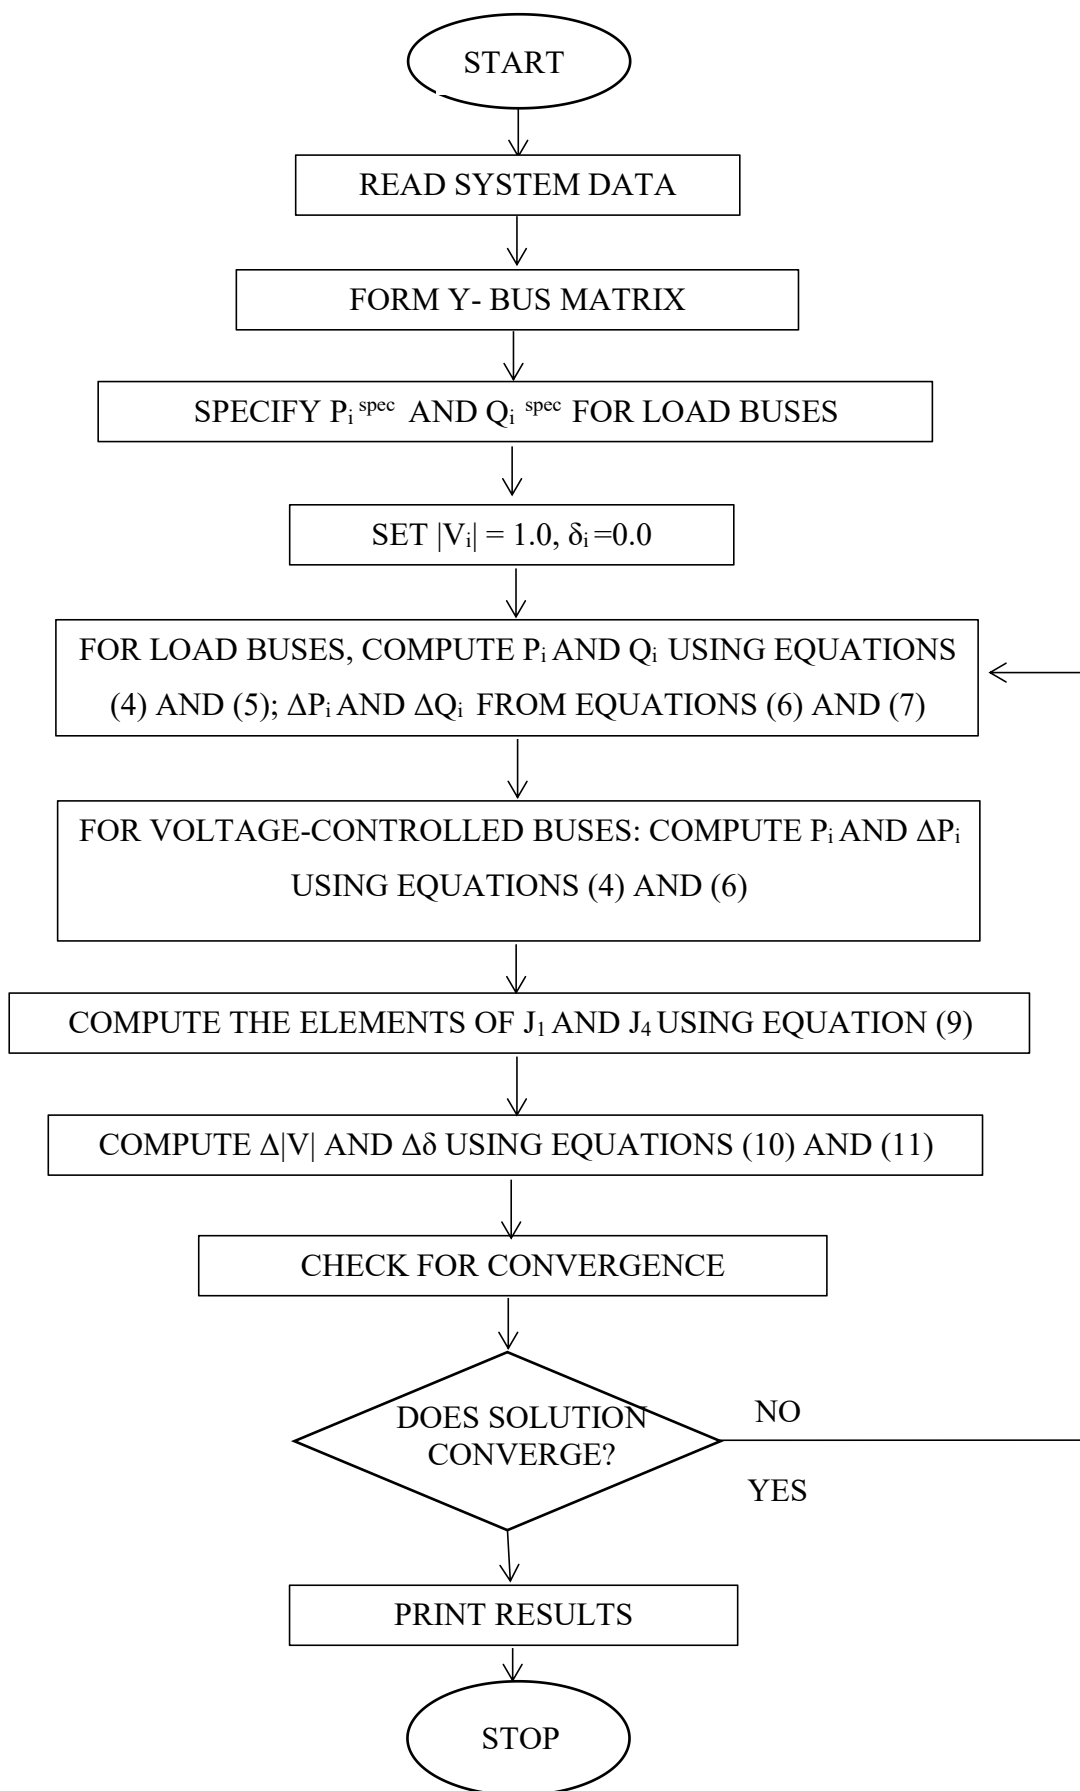 START
READ SYSTEM DATA
FORM Y- BUS MATRIX
SPECIFY Pᵢ ˢᵖᵉᶜ AND Qᵢ ˢᵖᵉᶜ FOR LOAD BUSES
SET |Vᵢ| = 1.0, δᵢ =0.0
FOR LOAD BUSES, COMPUTE Pᵢ AND Qᵢ USING EQUATIONS
(4) AND (5); ΔPᵢ AND ΔQᵢ FROM EQUATIONS (6) AND (7)
FOR VOLTAGE-CONTROLLED BUSES: COMPUTE Pᵢ AND ΔPᵢ
USING EQUATIONS (4) AND (6)
COMPUTE THE ELEMENTS OF J₁ AND J₄ USING EQUATION (9)
COMPUTE Δ|V| AND Δδ USING EQUATIONS (10) AND (11)
CHECK FOR CONVERGENCE
DOES SOLUTION
CONVERGE?
NO
YES
PRINT RESULTS
STOP